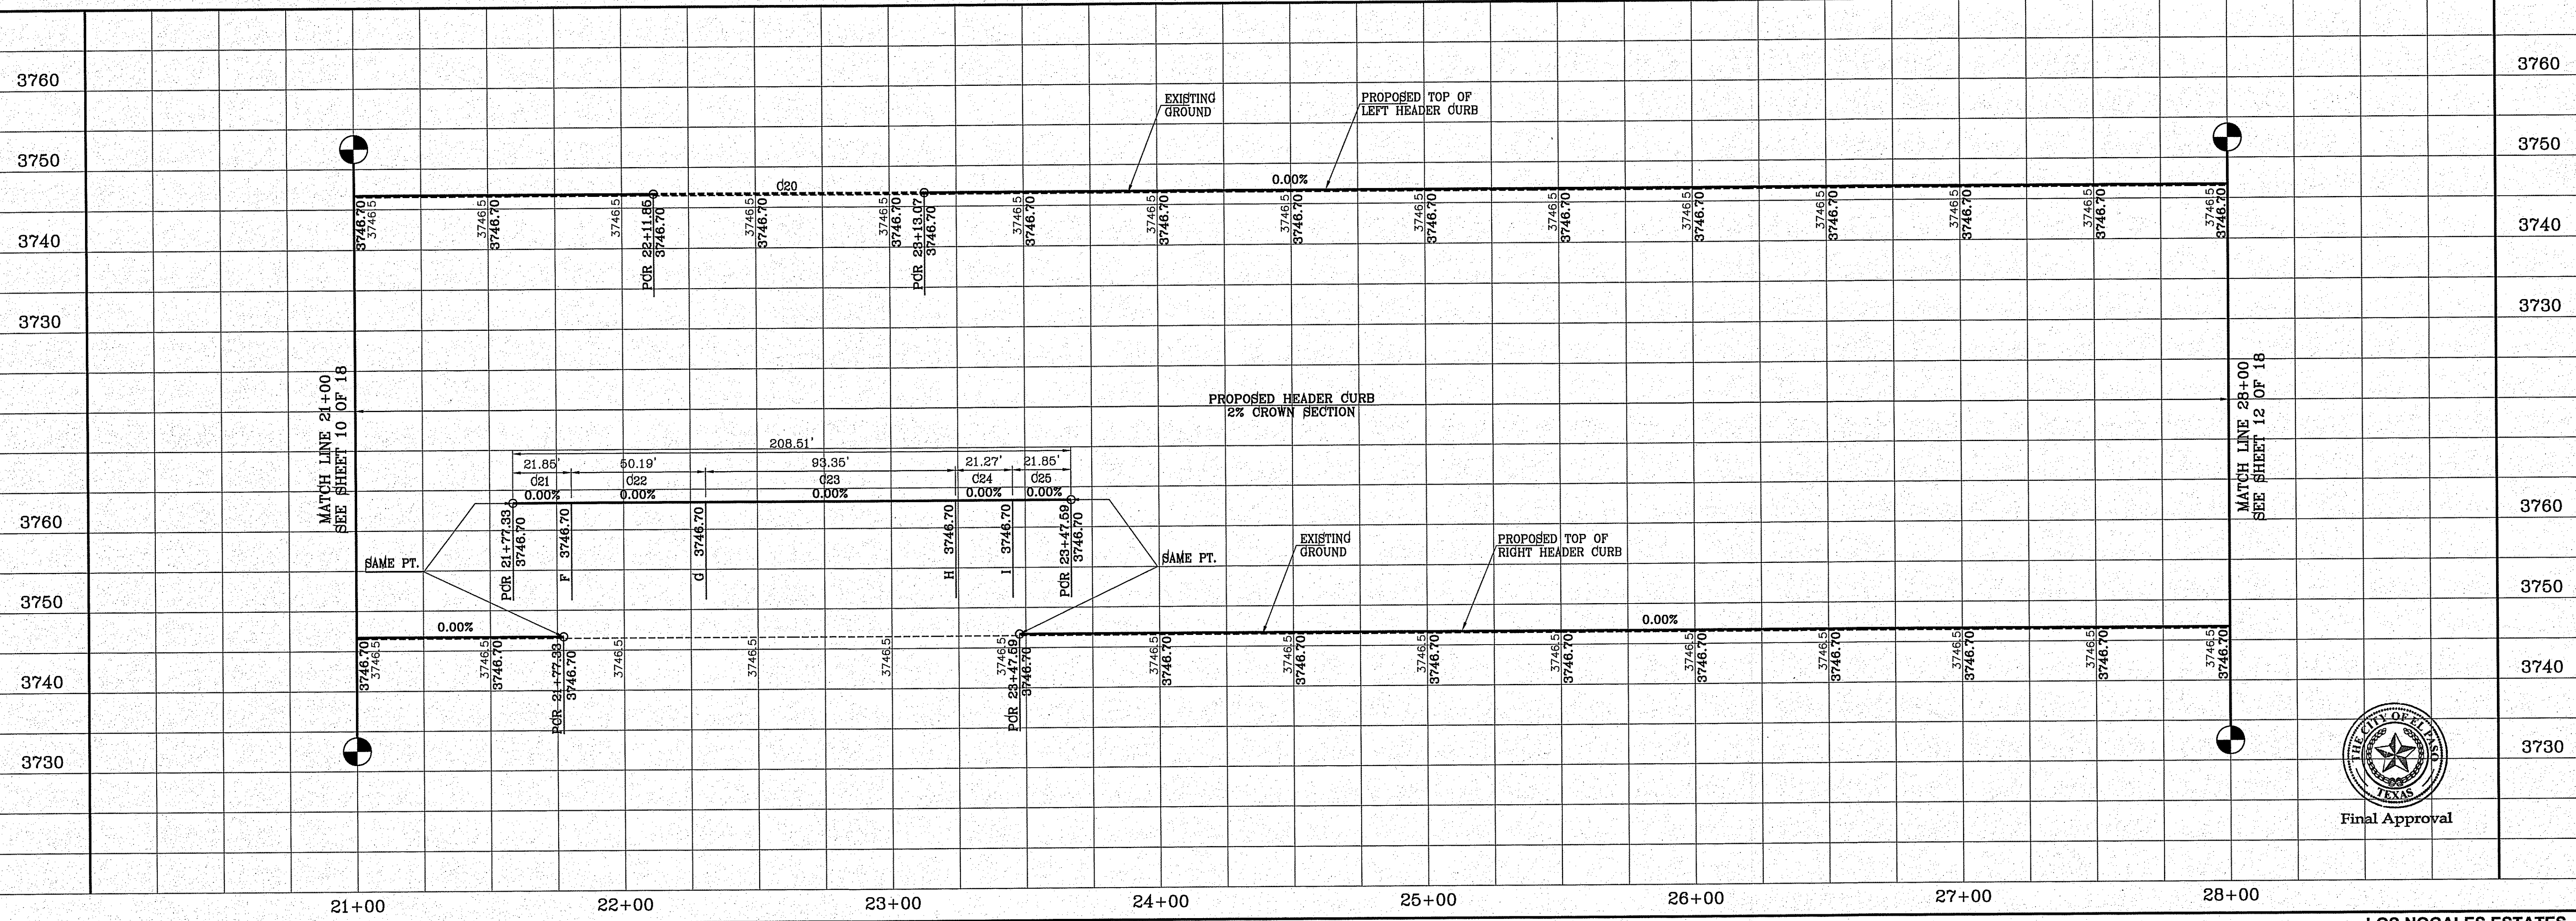 3760
3760
EXISTING
GROUND
PROPOSED TOP OF
LEFT HEADER CURB
3750
3750
C20
0.00%
3746.70
3746.5
3746.5
3746.70
3746.5
PCR 22+11.85
3746.70
3746.5
3746.70
3746.5
3746.70
PCR 23+13.07
3746.70
3746.5
3746.70
3746.5
3746.70
3746.5
3746.70
3746.5
3746.70
3746.5
3746.70
3746.5
3746.70
3746.5
3746.70
3746.5
3746.70
3746.5
3746.70
3746.5
3746.70
3740
3740
3730
3730
MATCH LINE 21+00
SEE SHEET 10 OF 18
PROPOSED HEADER CURB
2% CROWN SECTION
MATCH LINE 28+00
SEE SHEET 12 OF 18
208.51'
21.85'
50.19'
93.35'
21.27'
21.85'
C21
C22
C23
C24
C25
0.00%
0.00%
0.00%
0.00%
0.00%
3760
3760
PCR 21+77.33
3746.70
F 3746.70
G 3746.70
H 3746.70
I 3746.70
PCR 23+47.59
3746.70
SAME PT.
SAME PT.
EXISTING
GROUND
PROPOSED TOP OF
RIGHT HEADER CURB
3750
3750
0.00%
0.00%
3746.70
3746.5
3746.5
3746.70
PCR 21+77.33
3746.70
3746.5
3746.5
3746.5
3746.5
PCR 23+47.59
3746.70
3746.5
3746.70
3746.5
3746.70
3746.5
3746.70
3746.5
3746.70
3746.5
3746.70
3746.5
3746.70
3746.5
3746.70
3746.5
3746.70
3746.5
3746.70
3740
3740
3730
3730
THE CITY OF EL PASO
TEXAS
Final Approval
21+00
22+00
23+00
24+00
25+00
26+00
27+00
28+00
LOS NOGALES ESTATES